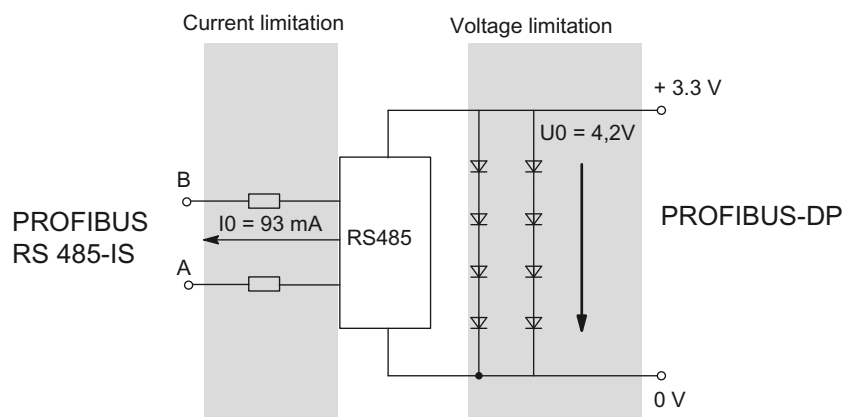 Current limitation
Voltage limitation
+ 3.3 V
U0 = 4,2V
B
PROFIBUS
RS 485-IS
I0 = 93 mA
RS485
PROFIBUS-DP
A
0 V